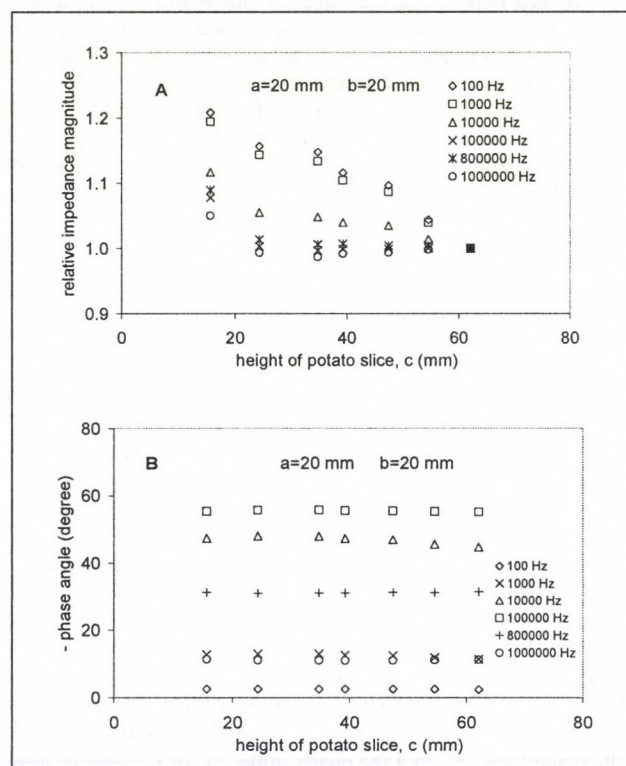 A a=20 mm b=20 mm
relative impedance magnitude
1.3
1.2
1.1
1.0
0.9
100 Hz
1000 Hz
10000 Hz
100000 Hz
800000 Hz
1000000 Hz
0 20 40 60 80
height of potato slice, c (mm)
B a=20 mm b=20 mm
- phase angle (degree)
80
60
40
20
0
100 Hz
1000 Hz
10000 Hz
100000 Hz
800000 Hz
1000000 Hz
0 20 40 60 80
height of potato slice, c (mm)